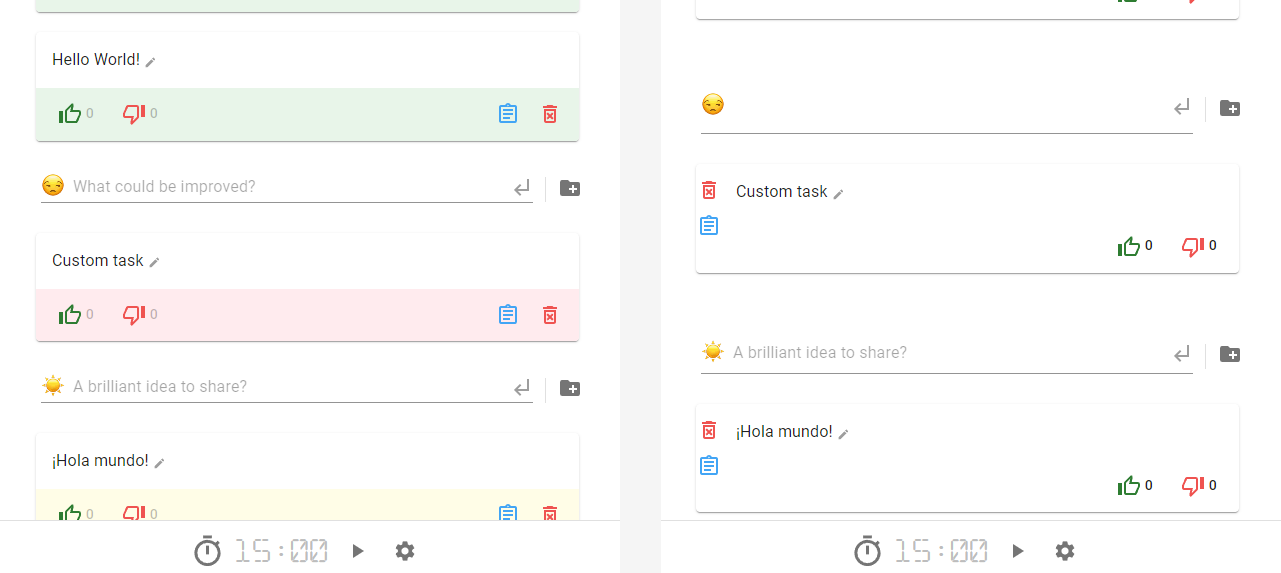 Hello World!
0 0
What could be improved?
Custom task
0 0
A brilliant idea to share?
¡Hola mundo!
0 0
15:00
Custom task
0 0
A brilliant idea to share?
¡Hola mundo!
0 0
15:00